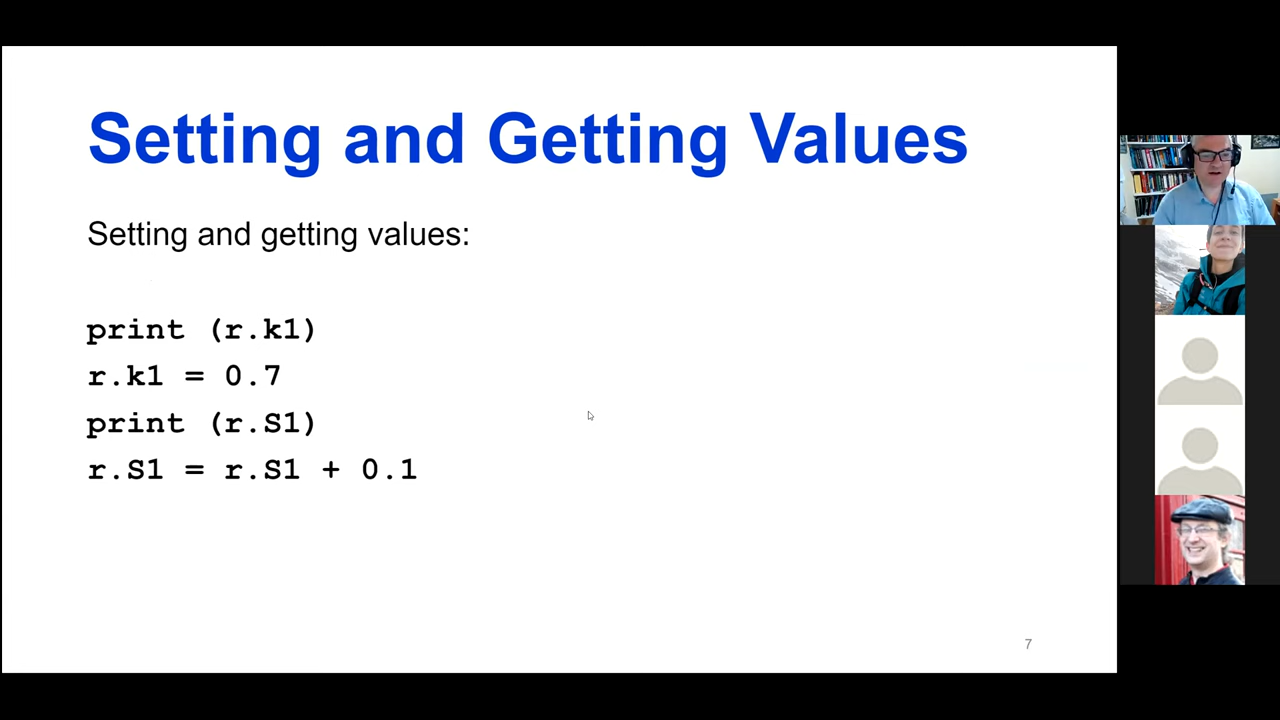 Setting and Getting Values
Setting and getting values:
print (r.k1)
r.k1 = 0.7
print (r.S1)
r.S1 = r.S1 + 0.1
7